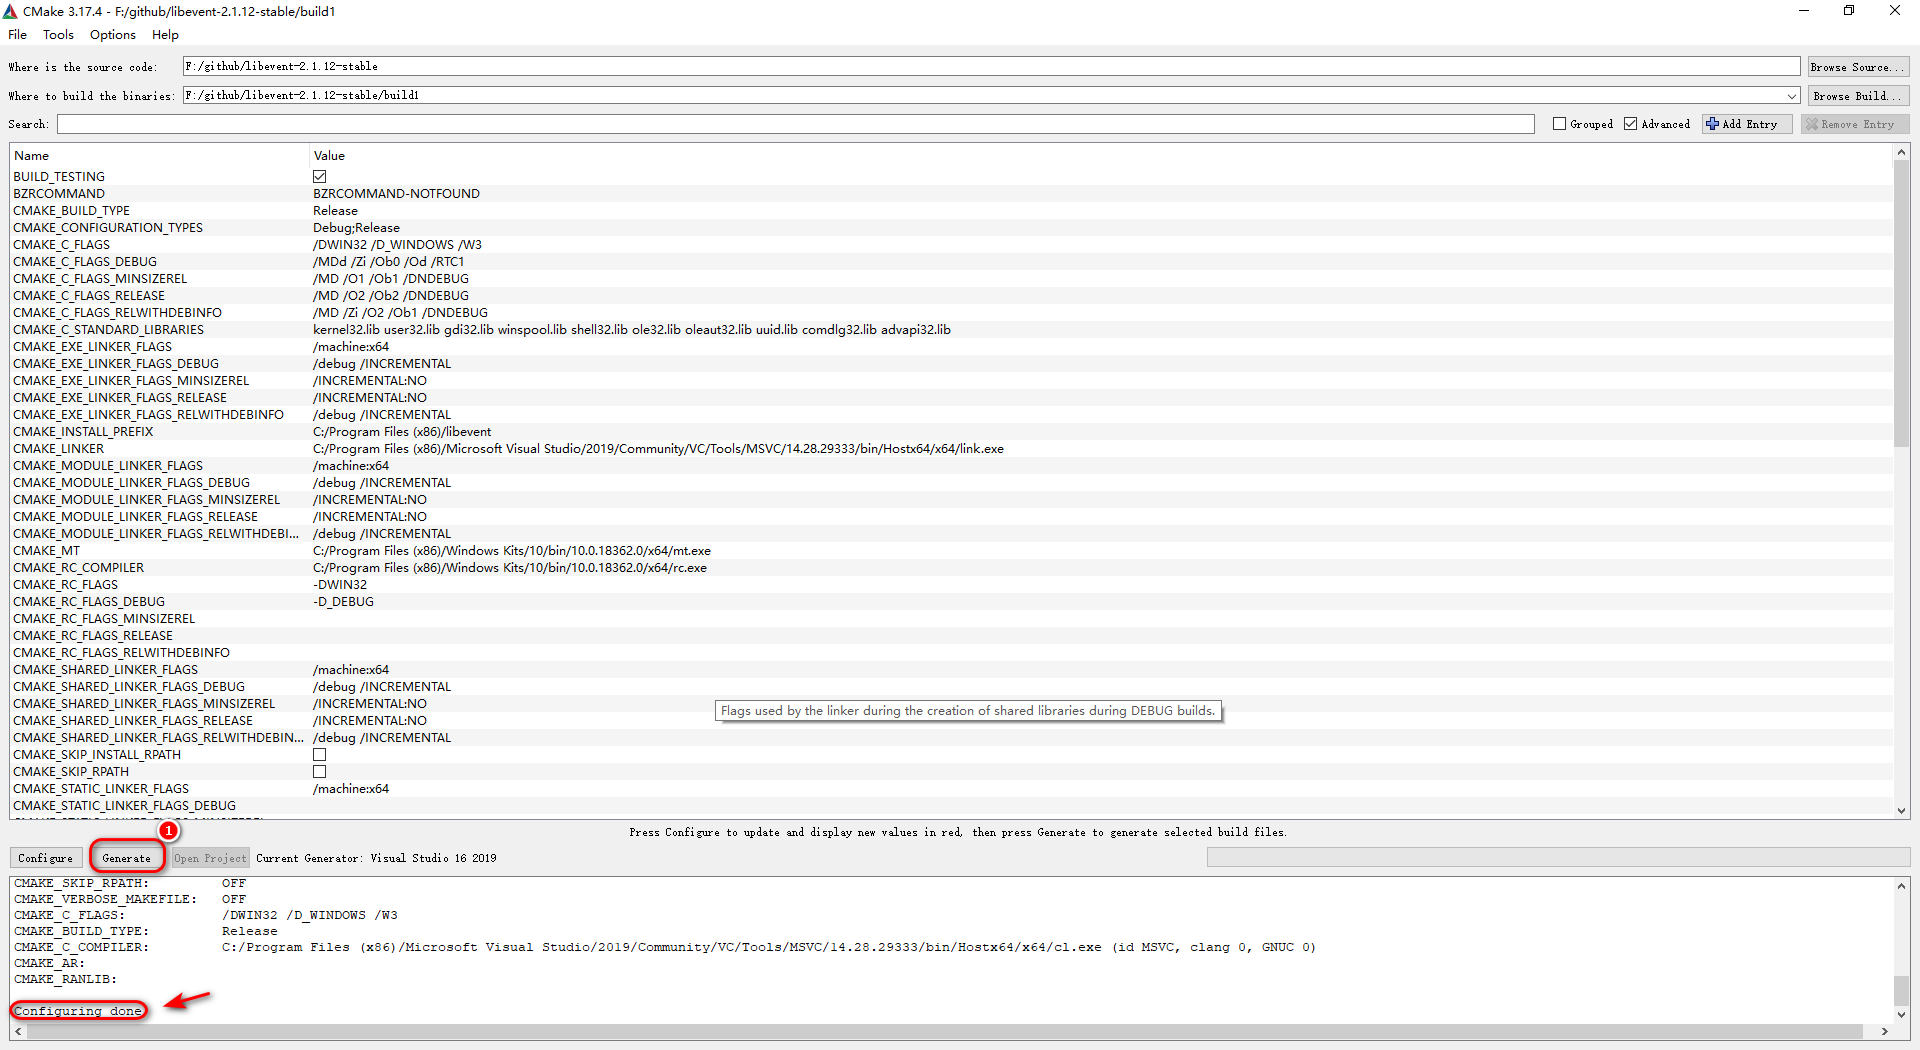 CMake 3.17.4 - F:/github/libevent-2.1.12-stable/build1
File Tools Options Help
Where is the source code: F:/github/libevent-2.1.12-stable Browse Source...
Where to build the binaries: F:/github/libevent-2.1.12-stable/build1 Browse Build...
Search: Grouped Advanced Add Entry Remove Entry
Name Value
BUILD_TESTING
BZRCOMMAND BZRCOMMAND-NOTFOUND
CMAKE_BUILD_TYPE Release
CMAKE_CONFIGURATION_TYPES Debug;Release
CMAKE_C_FLAGS /DWIN32 /D_WINDOWS /W3
CMAKE_C_FLAGS_DEBUG /MDd /Zi /Ob0 /Od /RTC1
CMAKE_C_FLAGS_MINSIZEREL /MD /O1 /Ob1 /DNDEBUG
CMAKE_C_FLAGS_RELEASE /MD /O2 /Ob2 /DNDEBUG
CMAKE_C_FLAGS_RELWITHDEBINFO /MD /Zi /O2 /Ob1 /DNDEBUG
CMAKE_C_STANDARD_LIBRARIES kernel32.lib user32.lib gdi32.lib winspool.lib shell32.lib ole32.lib oleaut32.lib uuid.lib comdlg32.lib advapi32.lib
CMAKE_EXE_LINKER_FLAGS /machine:x64
CMAKE_EXE_LINKER_FLAGS_DEBUG /debug /INCREMENTAL
CMAKE_EXE_LINKER_FLAGS_MINSIZEREL /INCREMENTAL:NO
CMAKE_EXE_LINKER_FLAGS_RELEASE /INCREMENTAL:NO
CMAKE_EXE_LINKER_FLAGS_RELWITHDEBINFO /debug /INCREMENTAL
CMAKE_INSTALL_PREFIX C:/Program Files (x86)/libevent
CMAKE_LINKER C:/Program Files (x86)/Microsoft Visual Studio/2019/Community/VC/Tools/MSVC/14.28.29333/bin/Hostx64/x64/link.exe
CMAKE_MODULE_LINKER_FLAGS /machine:x64
CMAKE_MODULE_LINKER_FLAGS_DEBUG /debug /INCREMENTAL
CMAKE_MODULE_LINKER_FLAGS_MINSIZEREL /INCREMENTAL:NO
CMAKE_MODULE_LINKER_FLAGS_RELEASE /INCREMENTAL:NO
CMAKE_MODULE_LINKER_FLAGS_RELWITHDEBI... /debug /INCREMENTAL
CMAKE_MT C:/Program Files (x86)/Windows Kits/10/bin/10.0.18362.0/x64/mt.exe
CMAKE_RC_COMPILER C:/Program Files (x86)/Windows Kits/10/bin/10.0.18362.0/x64/rc.exe
CMAKE_RC_FLAGS -DWIN32
CMAKE_RC_FLAGS_DEBUG -D_DEBUG
CMAKE_RC_FLAGS_MINSIZEREL
CMAKE_RC_FLAGS_RELEASE
CMAKE_RC_FLAGS_RELWITHDEBINFO
CMAKE_SHARED_LINKER_FLAGS /machine:x64
CMAKE_SHARED_LINKER_FLAGS_DEBUG /debug /INCREMENTAL
CMAKE_SHARED_LINKER_FLAGS_MINSIZEREL /INCREMENTAL:NO
Flags used by the linker during the creation of shared libraries during DEBUG builds.
CMAKE_SHARED_LINKER_FLAGS_RELEASE /INCREMENTAL:NO
CMAKE_SHARED_LINKER_FLAGS_RELWITHDEBIN... /debug /INCREMENTAL
CMAKE_SKIP_INSTALL_RPATH
CMAKE_SKIP_RPATH
CMAKE_STATIC_LINKER_FLAGS /machine:x64
CMAKE_STATIC_LINKER_FLAGS_DEBUG
1
Press Configure to update and display new values in red, then press Generate to generate selected build files.
Configure Generate Open Project Current Generator: Visual Studio 16 2019
CMAKE_SKIP_RPATH: OFF
CMAKE_VERBOSE_MAKEFILE: OFF
CMAKE_C_FLAGS: /DWIN32 /D_WINDOWS /W3
CMAKE_BUILD_TYPE: Release
CMAKE_C_COMPILER: C:/Program Files (x86)/Microsoft Visual Studio/2019/Community/VC/Tools/MSVC/14.28.29333/bin/Hostx64/x64/cl.exe (id MSVC, clang 0, GNUC 0)
CMAKE_AR:
CMAKE_RANLIB:
Configuring done